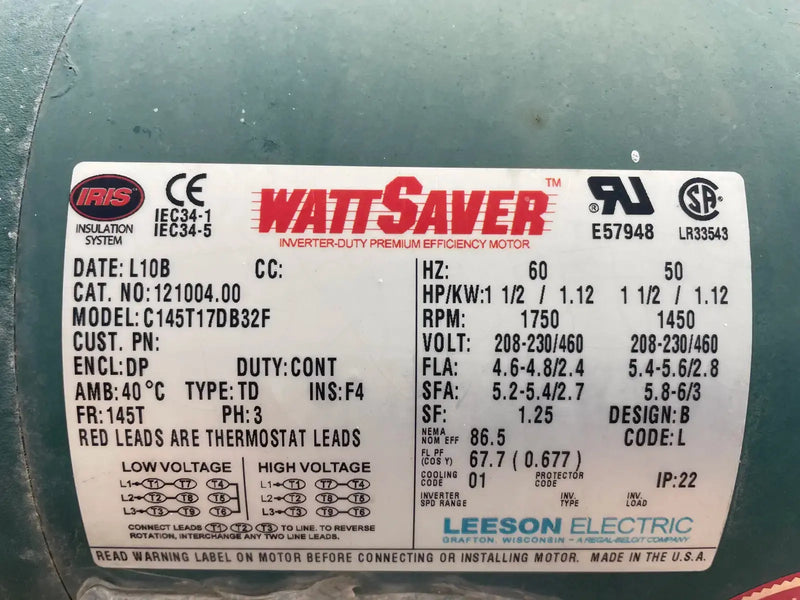 IRIS
INSULATION
SYSTEM
CE
IEC34-1
IEC34-5
WATTSAVER™
INVERTER-DUTY PREMIUM EFFICIENCY MOTOR
® RU
E57948
SA
LR33543
DATE: L10B CC:
CAT. NO:121004.00
MODEL:C145T17DB32F
CUST. PN:
ENCL:DP DUTY:CONT
AMB:40°C TYPE:TD INS:F4
FR:145T PH:3
RED LEADS ARE THERMOSTAT LEADS
LOW VOLTAGE HIGH VOLTAGE
L1 T1 T7 T4 L1 T1 T7 T4
L2 T2 T8 T5 L2 T2 T8 T5
L3 T3 T9 T6 L3 T3 T9 T6
CONNECT LEADS T1 T2 T3 TO LINE. TO REVERSE
ROTATION, INTERCHANGE ANY TWO LINE LEADS.
HZ: 60 50
HP/KW:1 1/2 / 1.12 1 1/2 / 1.12
RPM: 1750 1450
VOLT: 208-230/460 208-230/460
FLA: 4.6-4.8/2.4 5.4-5.6/2.8
SFA: 5.2-5.4/2.7 5.8-6/3
SF: 1.25 DESIGN:B
NEMA NOM EFF 86.5 CODE:L
FL PF (COS Y) 67.7 ( 0.677)
COOLING CODE 01 PROTECTOR CODE IP:22
INVERTER SPD RANGE INV. TYPE INV. LOAD
LEESON ELECTRIC
GRAFTON, WISCONSIN – A REGAL-BELOIT COMPANY
READ WARNING LABEL ON MOTOR BEFORE CONNECTING OR INSTALLING MOTOR. MADE IN THE U.S.A.